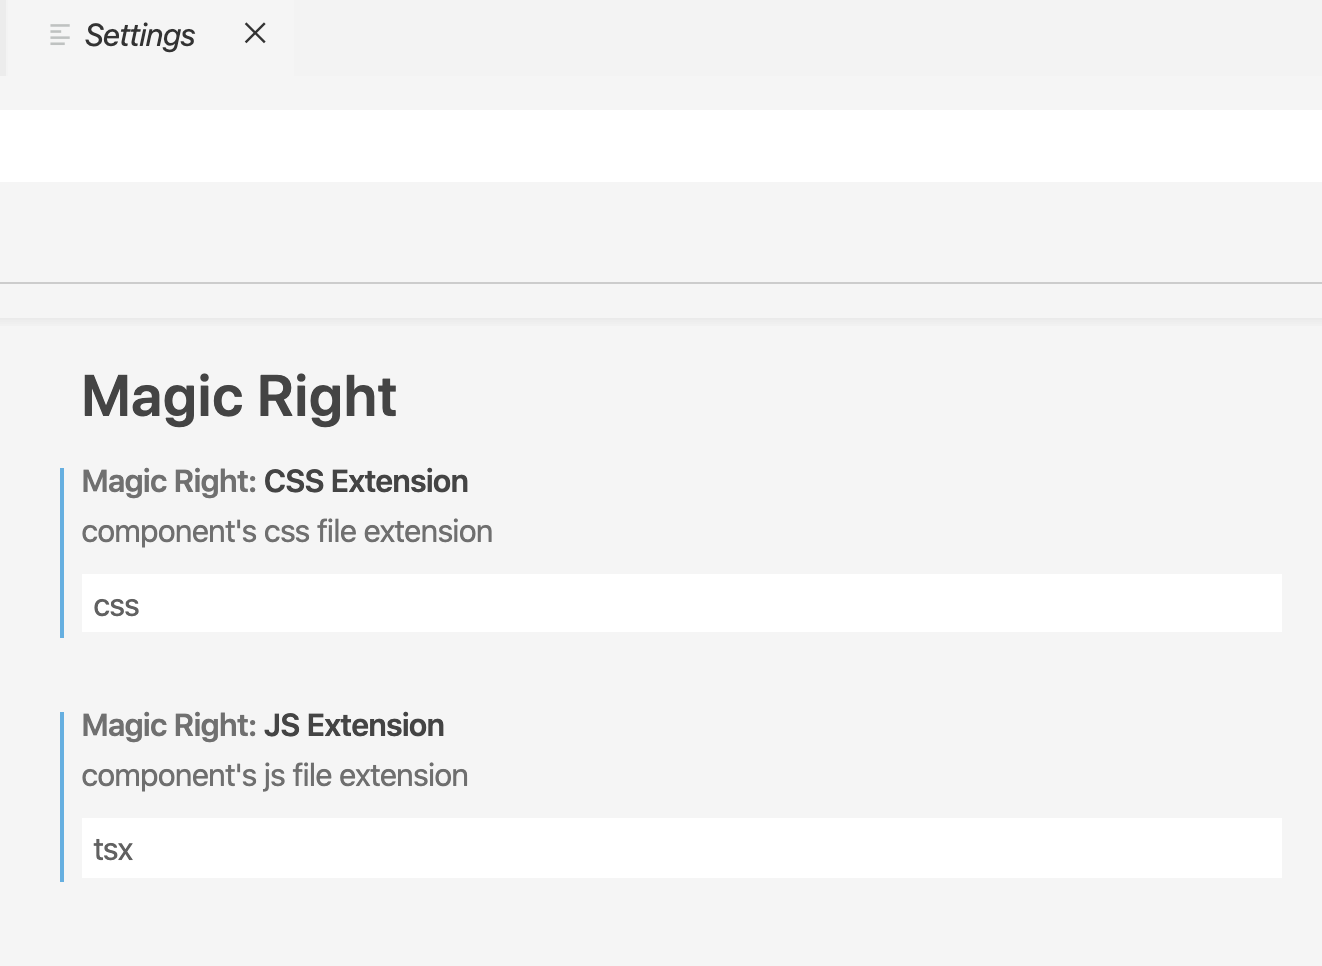 Settings
Magic Right
Magic Right: CSS Extension
component's css file extension
css
Magic Right: JS Extension
component's js file extension
tsx